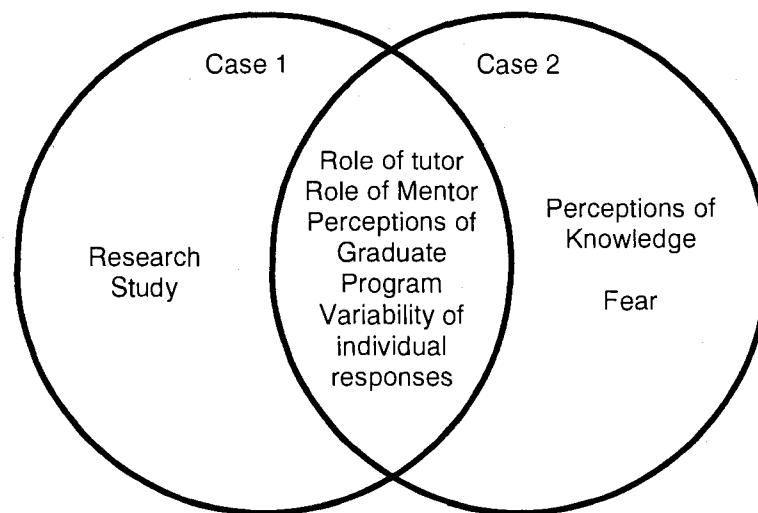 Case 1
Case 2
Research
Study
Role of tutor
Role of Mentor
Perceptions of
Graduate
Program
Variability of
individual
responses
Perceptions of
Knowledge
Fear